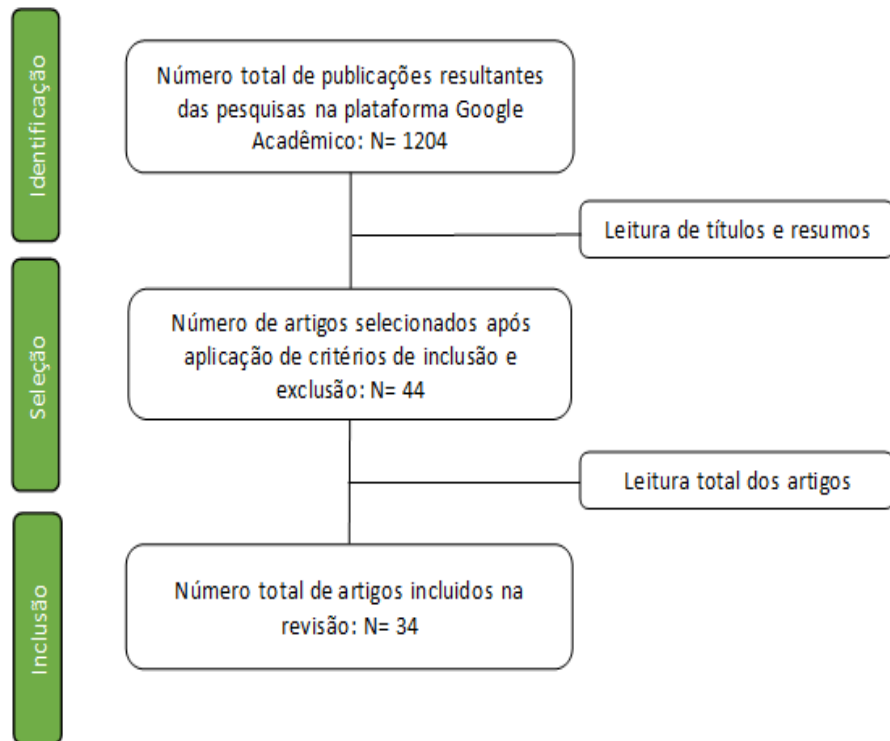 Identificação
Número total de publicações resultantes
das pesquisas na plataforma Google
Acadêmico: N= 1204
Leitura de títulos e resumos
Seleção
Número de artigos selecionados após
aplicação de critérios de inclusão e
exclusão: N= 44
Leitura total dos artigos
Inclusão
Número total de artigos incluidos na
revisão: N= 34